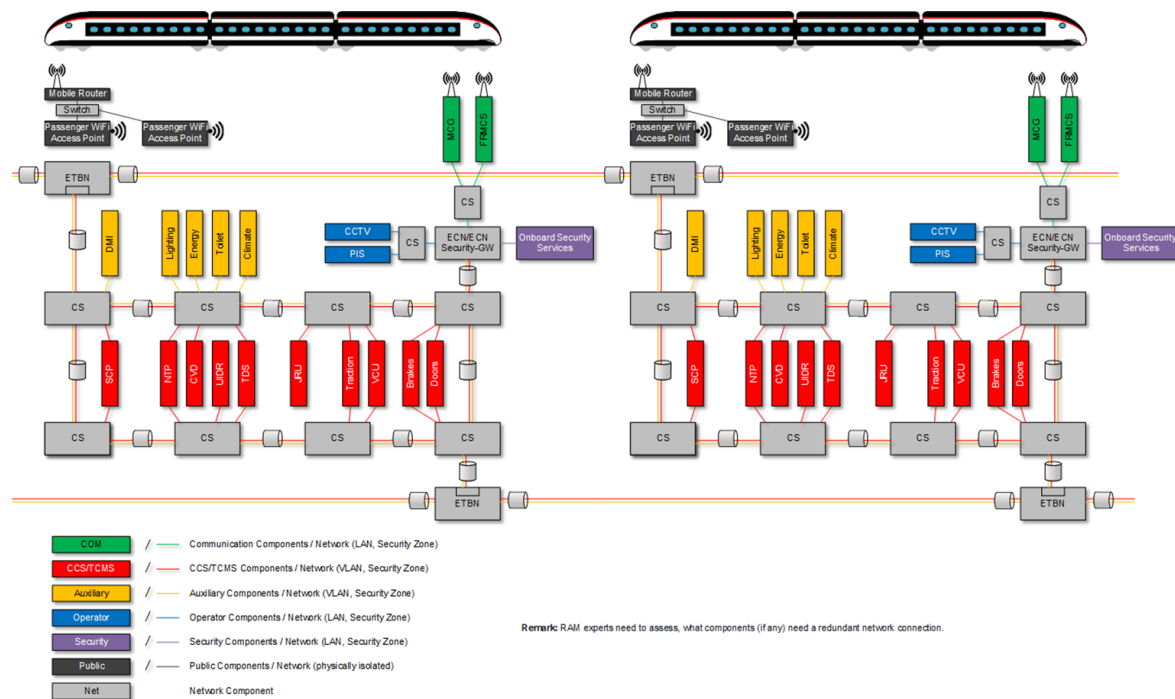 Mobile Router
Switch
Passenger WiFi
Access Point
Passenger WiFi
Access Point
MCG
FRMCS
ETBN
CS
DMI
Lighting
Energy
Toilet
Climate
CCTV
PIS
CS
ECN/ECN
Security-GW
Onboard Security
Services
CS
CS
CS
CS
SCP
NTP
CVD
UIDR
TDS
JRU
Traction
VCU
Brakes
Doors
CS
CS
CS
CS
ETBN
Mobile Router
Switch
Passenger WiFi
Access Point
Passenger WiFi
Access Point
MCG
FRMCS
ETBN
CS
DMI
Lighting
Energy
Toilet
Climate
CCTV
PIS
CS
ECN/ECN
Security-GW
Onboard Security
Services
CS
CS
CS
CS
SCP
NTP
CVD
UIDR
TDS
JRU
Traction
VCU
Brakes
Doors
CS
CS
CS
CS
ETBN
COM / Communication Components / Network (LAN, Security Zone)
CCS/TCMS / CCS/TCMS Components / Network (VLAN, Security Zone)
Auxiliary / Auxiliary Components / Network (VLAN, Security Zone)
Operator / Operator Components / Network (LAN, Security Zone)
Security / Security Components / Network (LAN, Security Zone)
Public / Public Components / Network (physically isolated)
Net Network Component
Remark: RAM experts need to assess, what components (if any) need a redundant network connection.